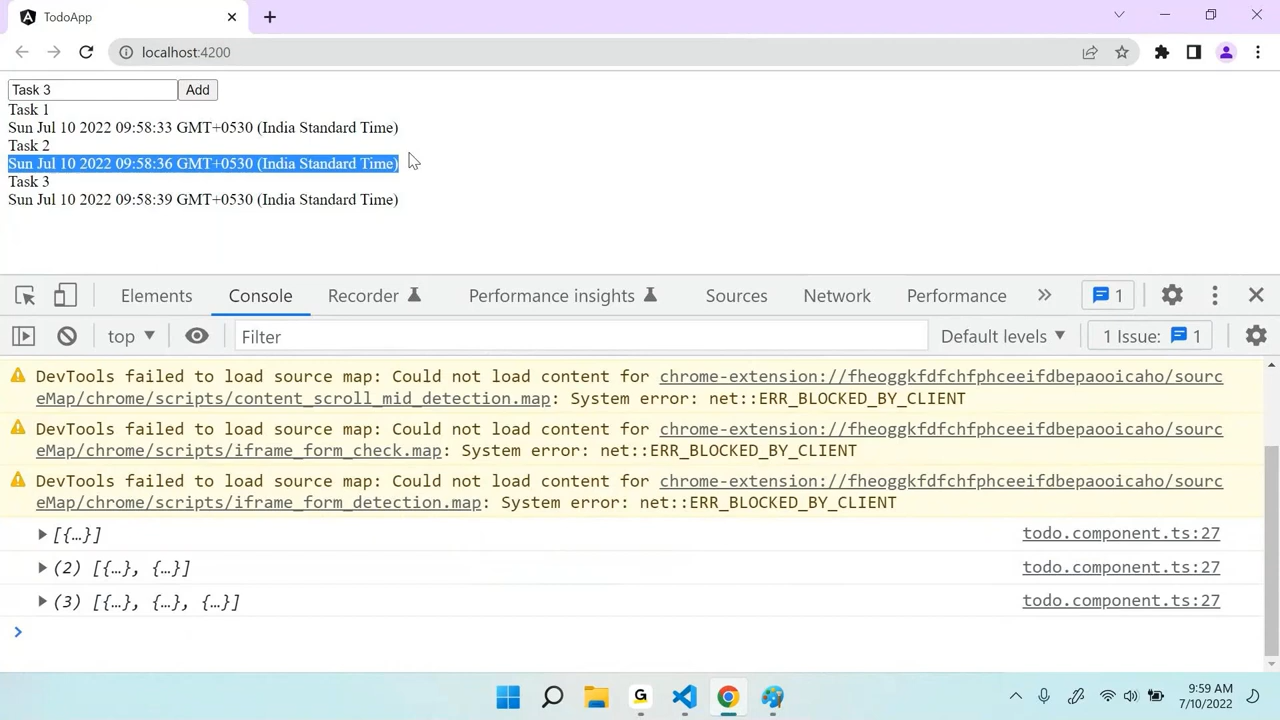 TodoApp
localhost:4200
Task 3 Add
Task 1
Sun Jul 10 2022 09:58:33 GMT+0530 (India Standard Time)
Task 2
Sun Jul 10 2022 09:58:36 GMT+0530 (India Standard Time)
Task 3
Sun Jul 10 2022 09:58:39 GMT+0530 (India Standard Time)
Elements Console Recorder Performance insights Sources Network Performance 1
top Filter Default levels 1 Issue: 1
DevTools failed to load source map: Could not load content for chrome-extension://fheoggkfdfchfphceeifdbepaooicaho/sourc
eMap/chrome/scripts/content_scroll_mid_detection.map: System error: net::ERR_BLOCKED_BY_CLIENT
DevTools failed to load source map: Could not load content for chrome-extension://fheoggkfdfchfphceeifdbepaooicaho/sourc
eMap/chrome/scripts/iframe_form_check.map: System error: net::ERR_BLOCKED_BY_CLIENT
DevTools failed to load source map: Could not load content for chrome-extension://fheoggkfdfchfphceeifdbepaooicaho/sourc
eMap/chrome/scripts/iframe_form_detection.map: System error: net::ERR_BLOCKED_BY_CLIENT
[{…}] todo.component.ts:27
(2) [{…}, {…}] todo.component.ts:27
(3) [{…}, {…}, {…}] todo.component.ts:27
G
9:59 AM
7/10/2022